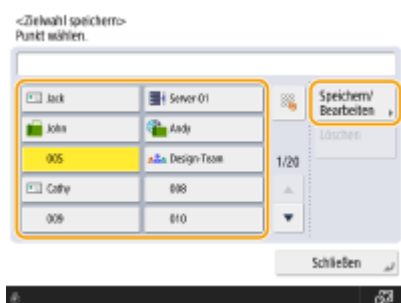 <Zielwahl speichern>
Punkt wählen.
Jack
Server-01
Speichern/
Bearbeiten
John
Andy
Löschen
005
Design-Team
1/20
Cathy
008
009
010
Schließen